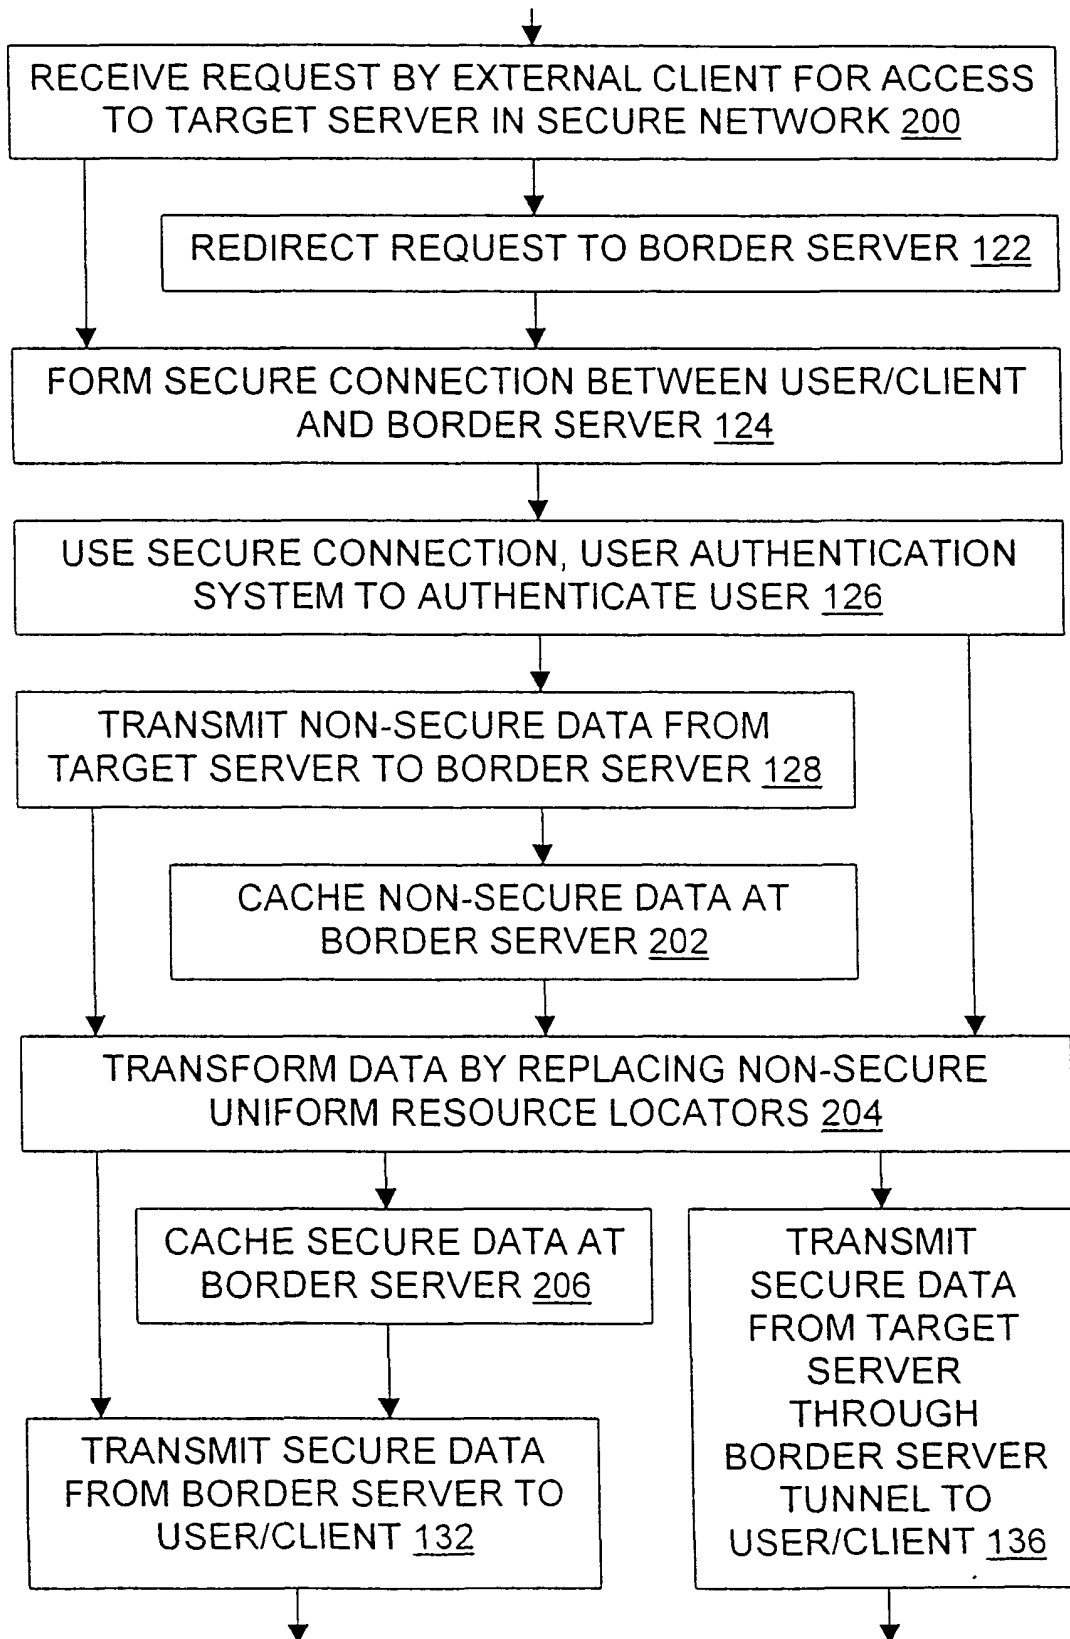 RECEIVE REQUEST BY EXTERNAL CLIENT FOR ACCESS
TO TARGET SERVER IN SECURE NETWORK 200
REDIRECT REQUEST TO BORDER SERVER 122
FORM SECURE CONNECTION BETWEEN USER/CLIENT
AND BORDER SERVER 124
USE SECURE CONNECTION, USER AUTHENTICATION
SYSTEM TO AUTHENTICATE USER 126
TRANSMIT NON-SECURE DATA FROM
TARGET SERVER TO BORDER SERVER 128
CACHE NON-SECURE DATA AT
BORDER SERVER 202
TRANSFORM DATA BY REPLACING NON-SECURE
UNIFORM RESOURCE LOCATORS 204
CACHE SECURE DATA AT
BORDER SERVER 206
TRANSMIT SECURE DATA
FROM BORDER SERVER TO
USER/CLIENT 132
TRANSMIT
SECURE DATA
FROM TARGET
SERVER
THROUGH
BORDER SERVER
TUNNEL TO
USER/CLIENT 136